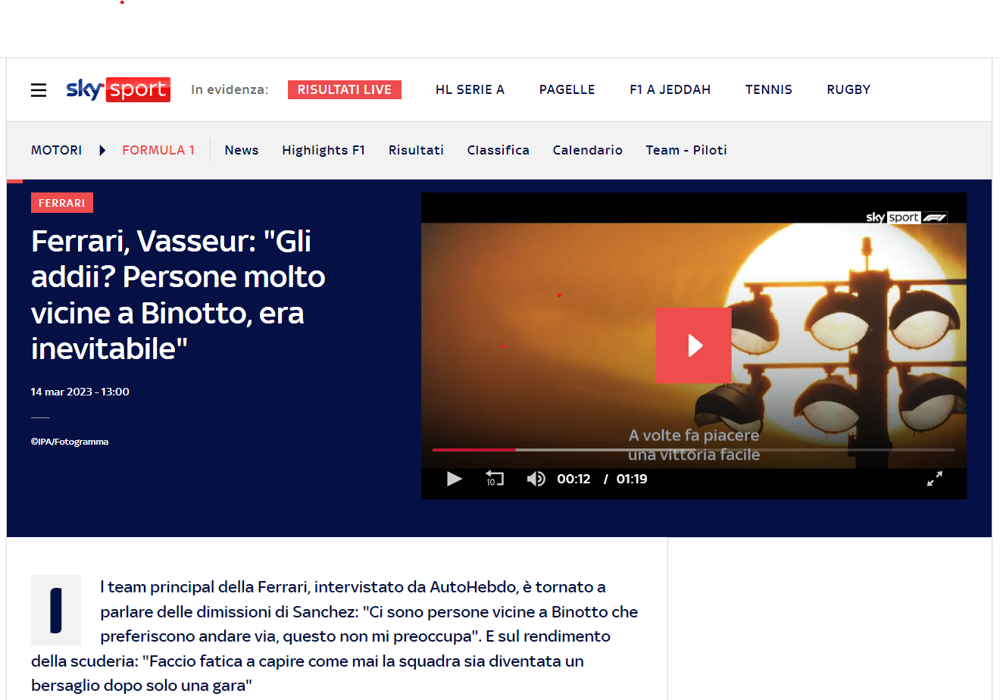 sky sport In evidenza: RISULTATI LIVE HL SERIE A PAGELLE F1 A JEDDAH TENNIS RUGBY
MOTORI FORMULA 1 News Highlights F1 Risultati Classifica Calendario Team - Piloti
FERRARI
Ferrari, Vasseur: "Gli
addii? Persone molto
vicine a Binotto, era
inevitabile"
14 mar 2023 - 13:00
©IPA/Fotogramma
sky sport F1
A volte fa piacere
una vittoria facile
10 00:12 / 01:19
Il team principal della Ferrari, intervistato da AutoHebdo, è tornato a
parlare delle dimissioni di Sanchez: "Ci sono persone vicine a Binotto che
preferiscono andare via, questo non mi preoccupa". E sul rendimento
della scuderia: "Faccio fatica a capire come mai la squadra sia diventata un
bersaglio dopo solo una gara"